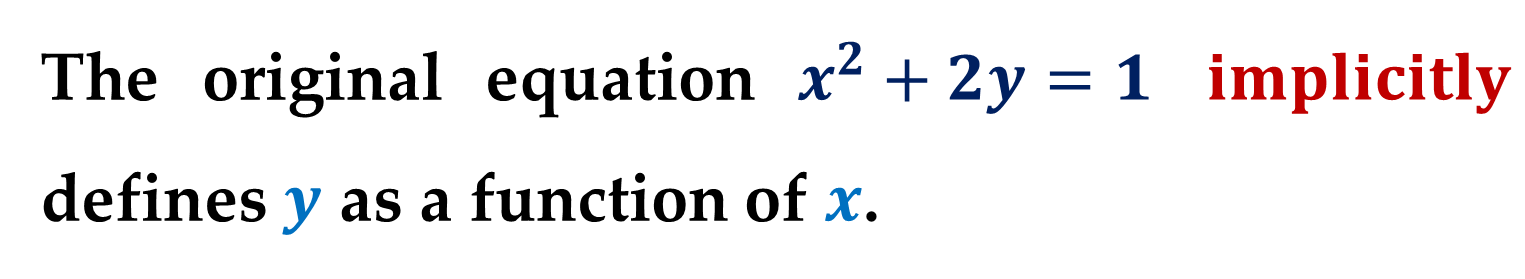 The original equation x² + 2y = 1 implicitly
defines y as a function of x.